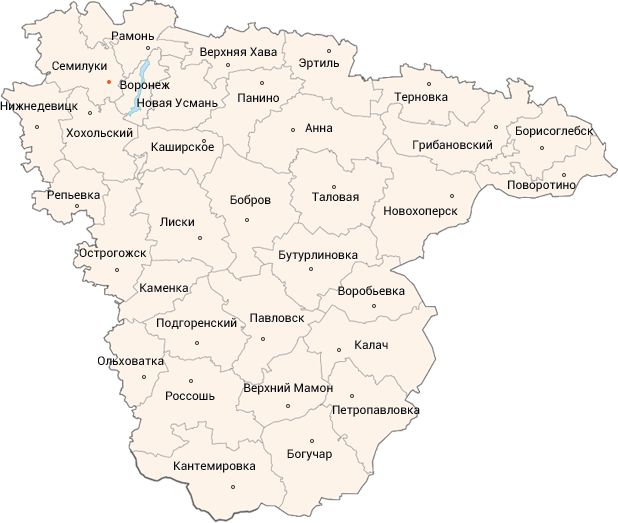 Рамонь
Верхняя Хава
Эртиль
Семилуки
Воронеж
Терновка
Панино
Новая Усмань
Нижнедевицк
Анна
Борисоглебск
Хохольский
Каширское
Грибановский
Поворотино
Репьевка
Таловая
Бобров
Новохоперск
Лиски
Острогожск
Бутурлиновка
Каменка
Воробьевка
Павловск
Подгоренский
Калач
Ольховатка
Верхний Мамон
Россошь
Петропавловка
Богучар
Кантемировка